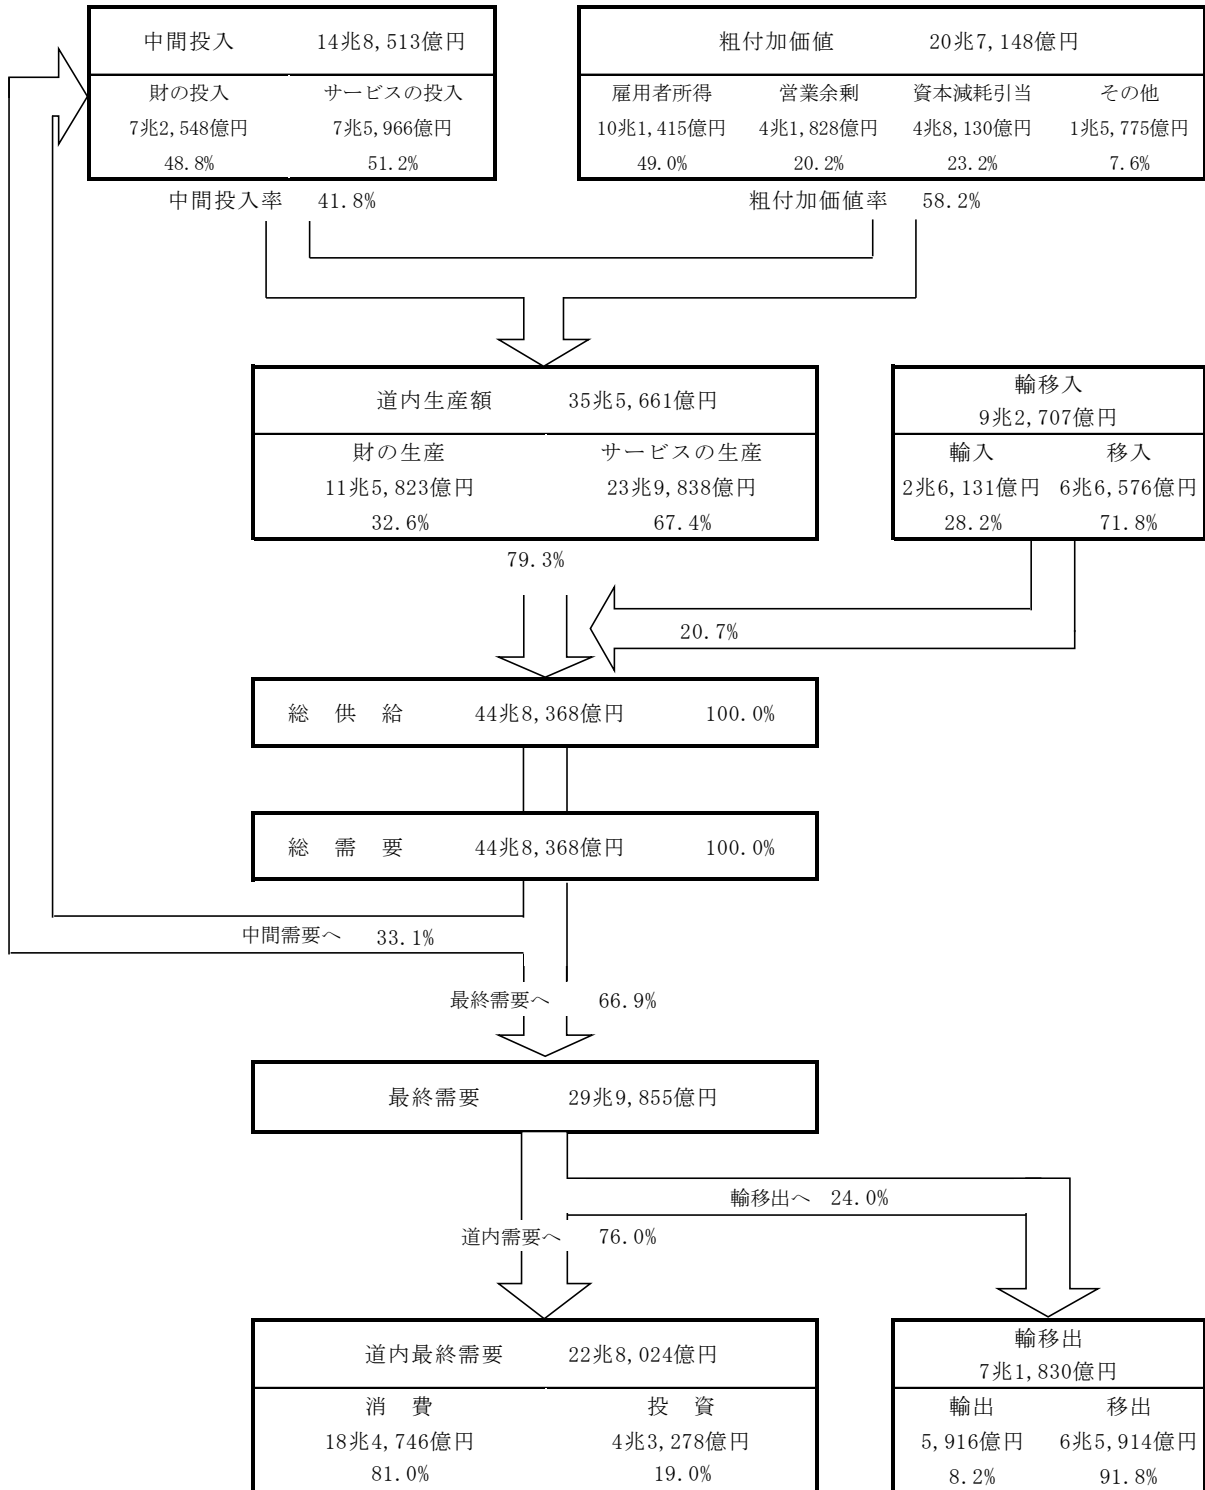 中間投入　14兆8,513億円
財の投入　サービスの投入
7兆2,548億円　7兆5,966億円
48.8%　51.2%
中間投入率　41.8%
粗付加価値　20兆7,148億円
雇用者所得　営業余剰　資本減耗引当　その他
10兆1,415億円　4兆1,828億円　4兆8,130億円　1兆5,775億円
49.0%　20.2%　23.2%　7.6%
粗付加価値率　58.2%
道内生産額　35兆5,661億円
財の生産　サービスの生産
11兆5,823億円　23兆9,838億円
32.6%　67.4%
79.3%
輸移入
9兆2,707億円
輸入　移入
2兆6,131億円　6兆6,576億円
28.2%　71.8%
20.7%
総　供　給　44兆8,368億円　100.0%
総　需　要　44兆8,368億円　100.0%
中間需要へ　33.1%
最終需要へ　66.9%
最終需要　29兆9,855億円
輸移出へ　24.0%
道内需要へ　76.0%
道内最終需要　22兆8,024億円
消　費　投　資
18兆4,746億円　4兆3,278億円
81.0%　19.0%
輸移出
7兆1,830億円
輸出　移出
5,916億円　6兆5,914億円
8.2%　91.8%